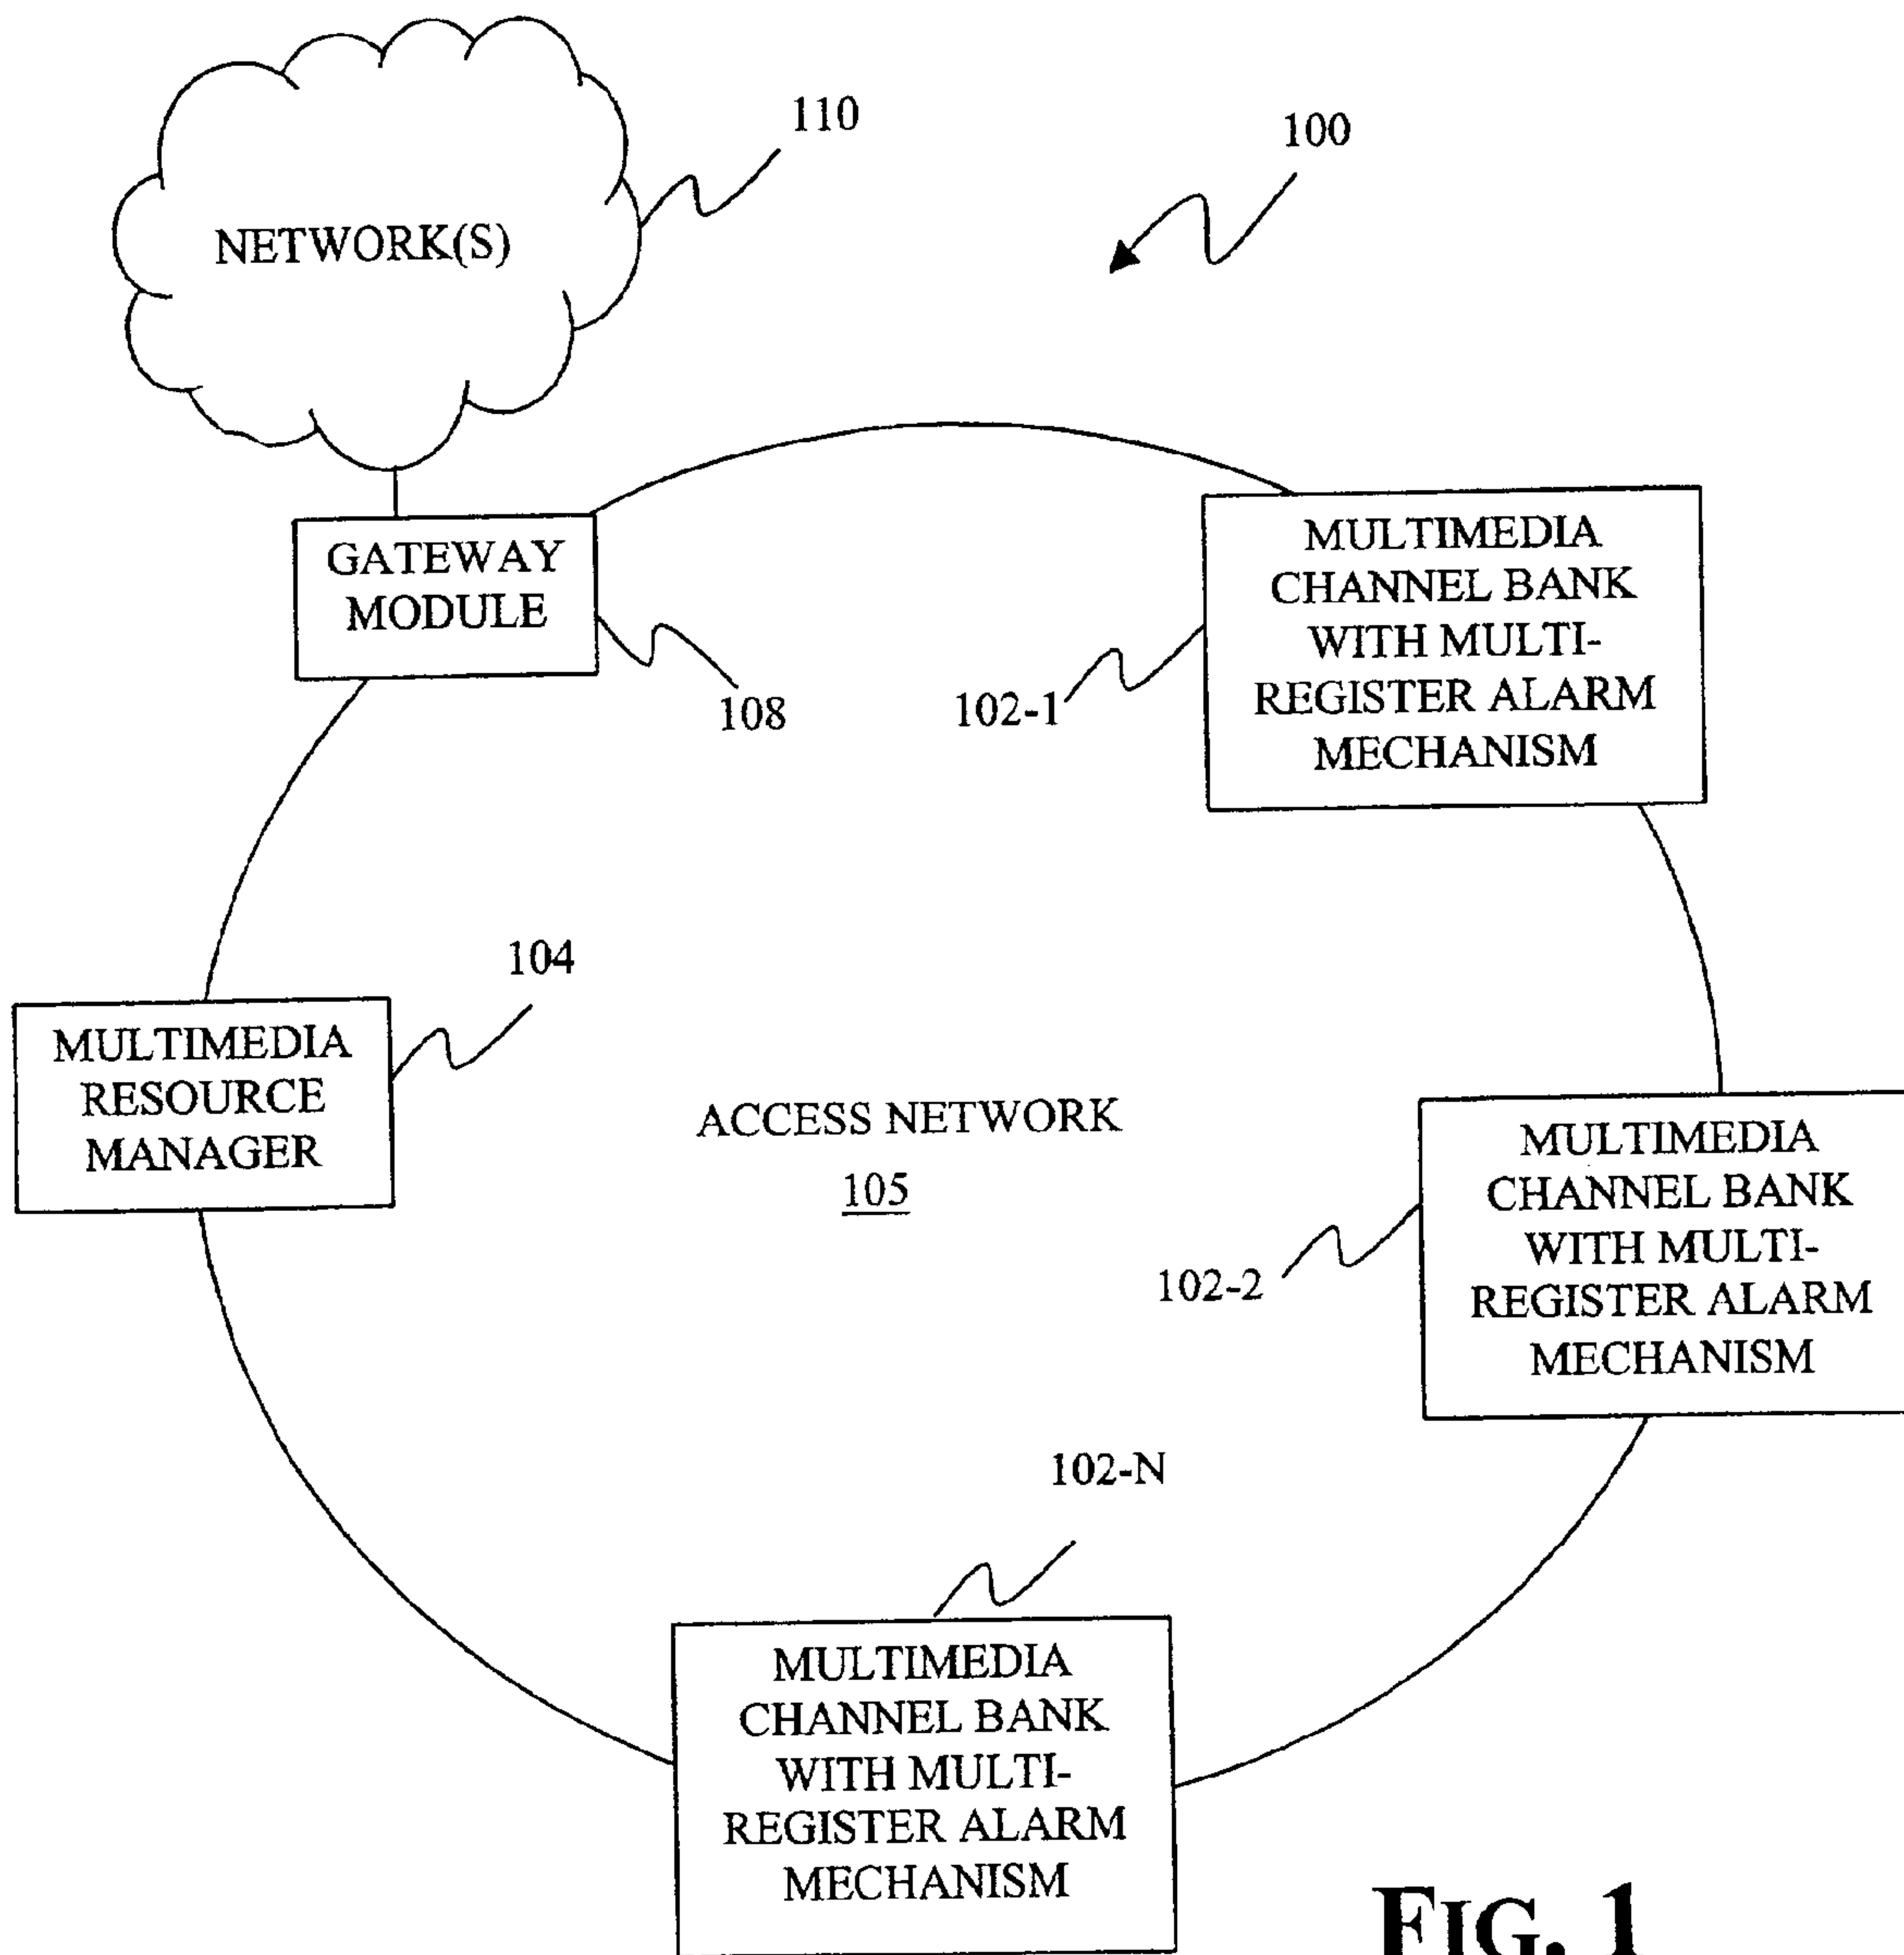 110
100
NETWORK(S)
GATEWAY
MODULE
108
MULTIMEDIA
CHANNEL BANK
WITH MULTI-
REGISTER ALARM
MECHANISM
102-1
104
MULTIMEDIA
RESOURCE
MANAGER
ACCESS NETWORK
105
MULTIMEDIA
CHANNEL BANK
WITH MULTI-
REGISTER ALARM
MECHANISM
102-2
102-N
MULTIMEDIA
CHANNEL BANK
WITH MULTI-
REGISTER ALARM
MECHANISM
FIG. 1